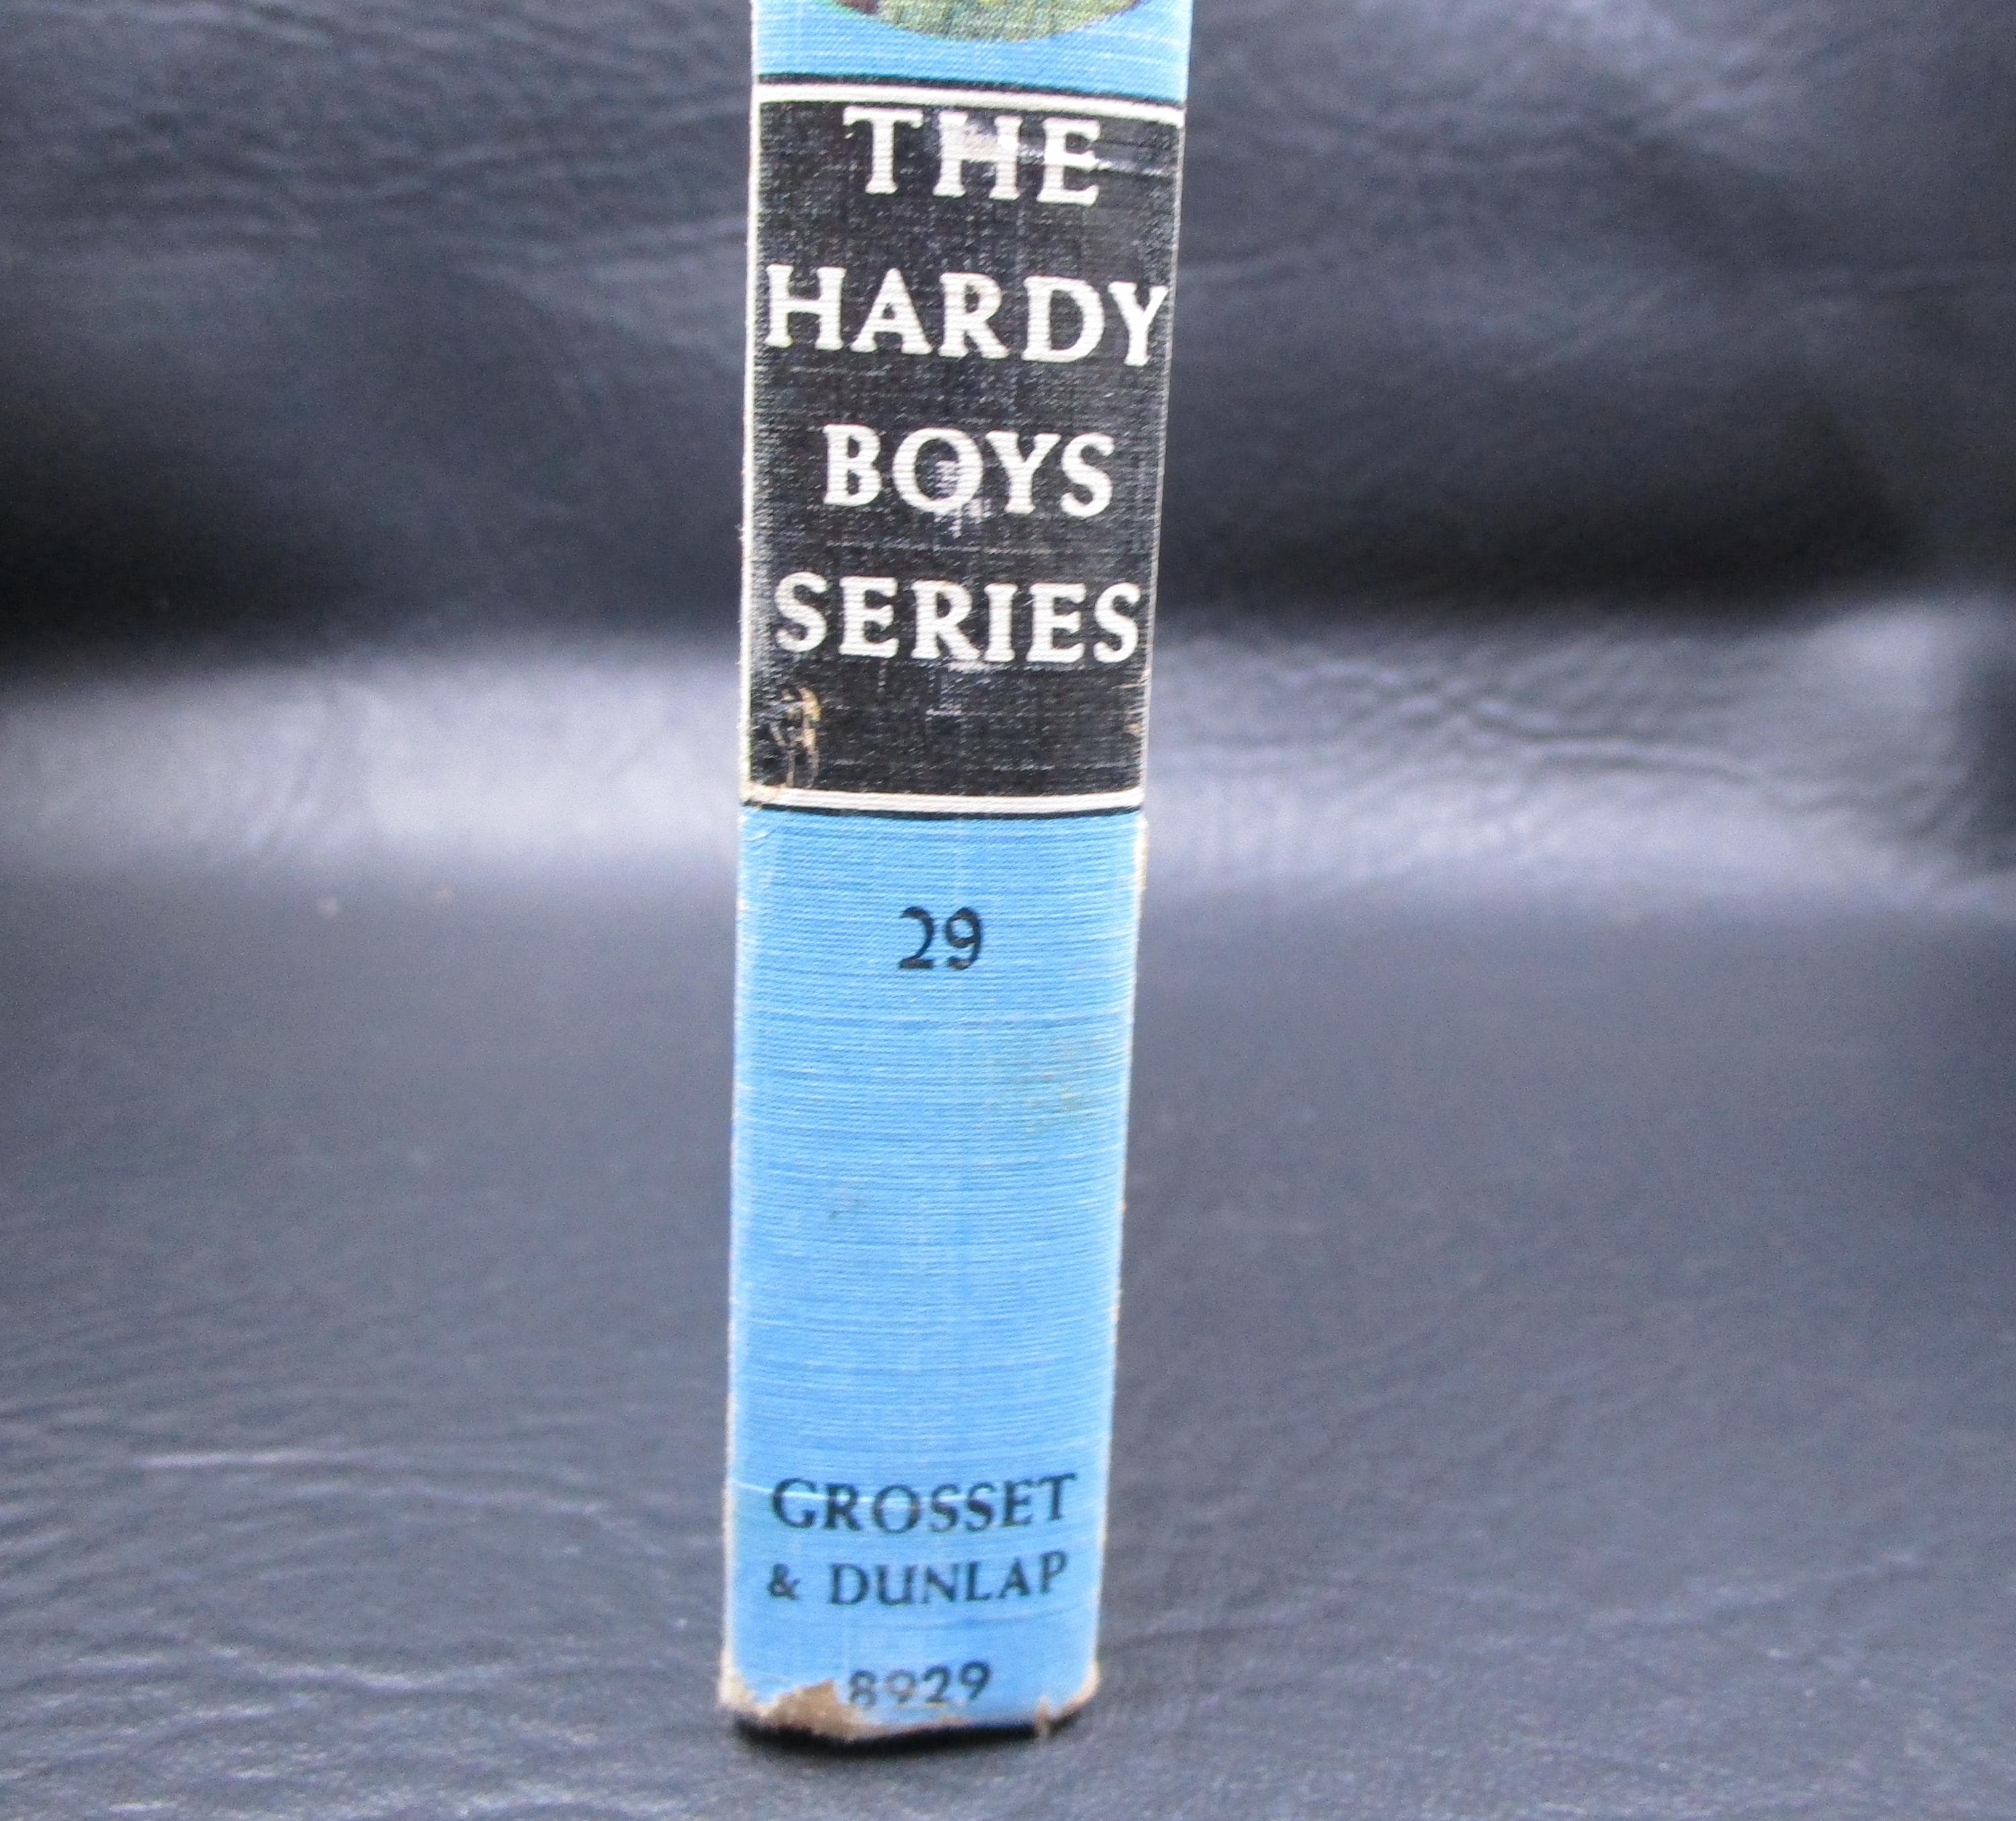 THE
HARDY
BOYS
SERIES
29
GROSSET
& DUNLAP
8929